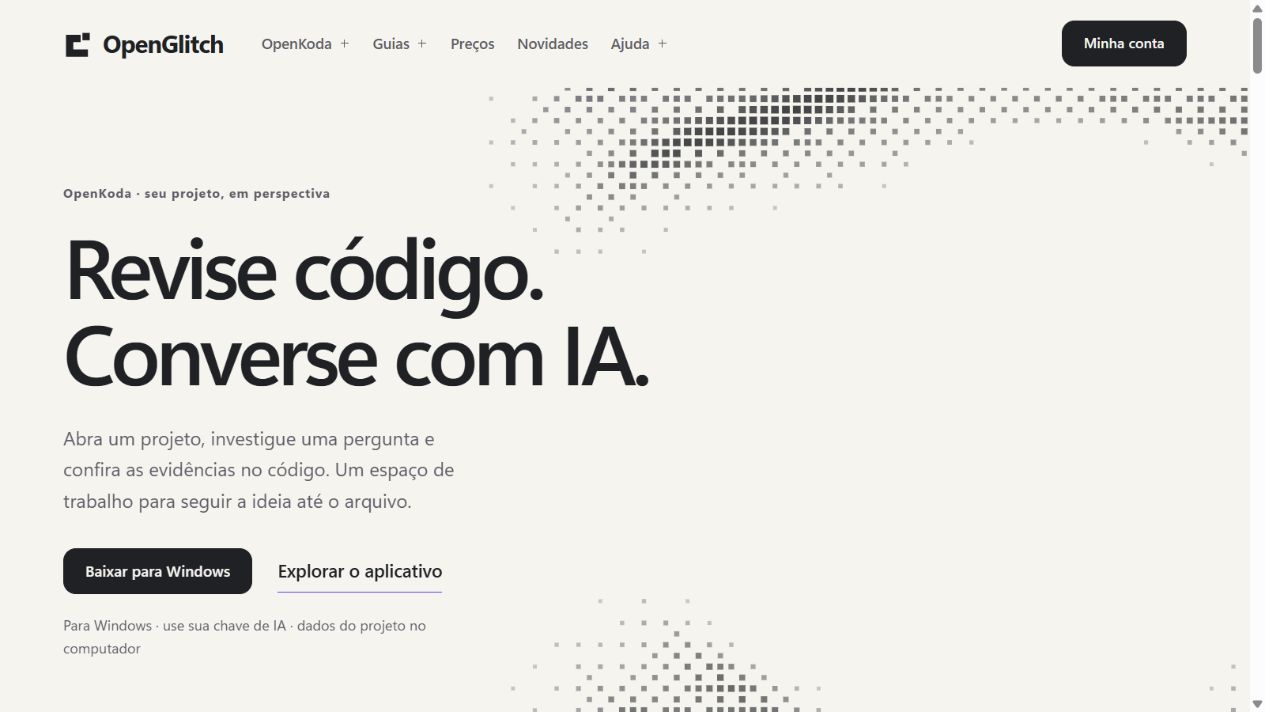 OpenGlitch
OpenKoda +
Guias +
Preços
Novidades
Ajuda +
Minha conta
OpenKoda · seu projeto, em perspectiva
Revise código.
Converse com IA.
Abra um projeto, investigue uma pergunta e
confira as evidências no código. Um espaço de
trabalho para seguir a ideia até o arquivo.
Baixar para Windows
Explorar o aplicativo
Para Windows · use sua chave de IA · dados do projeto no
computador